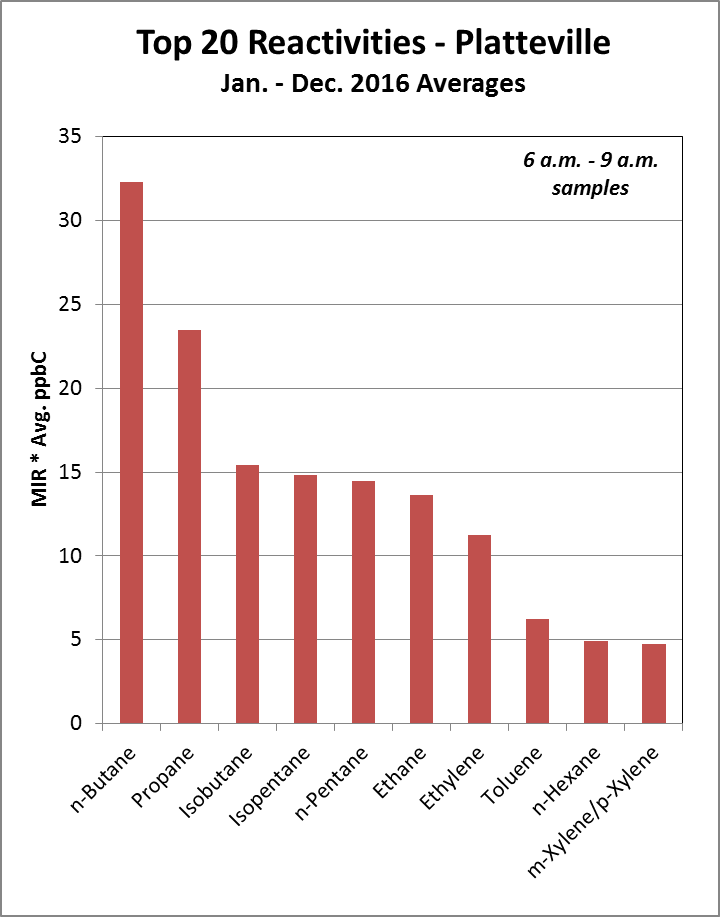 Top 20 Reactivities - Platteville
Jan. - Dec. 2016 Averages
6 a.m. - 9 a.m.
samples
MIR * Avg. ppbC
35
30
25
20
15
10
5
0
n-Butane
Propane
Isobutane
Isopentane
n-Pentane
Ethane
Ethylene
Toluene
n-Hexane
m-Xylene/p-Xylene